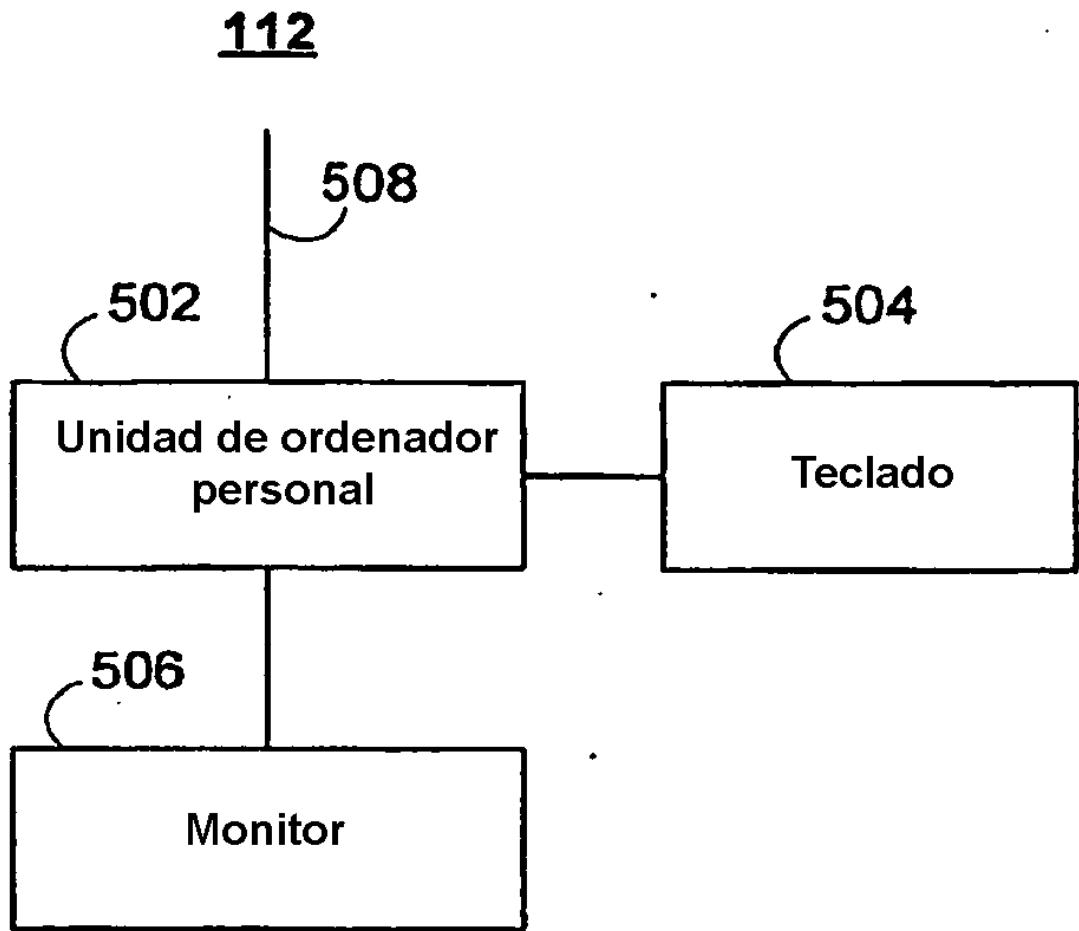 112
508
502
504
Unidad de ordenador
personal
Teclado
506
Monitor